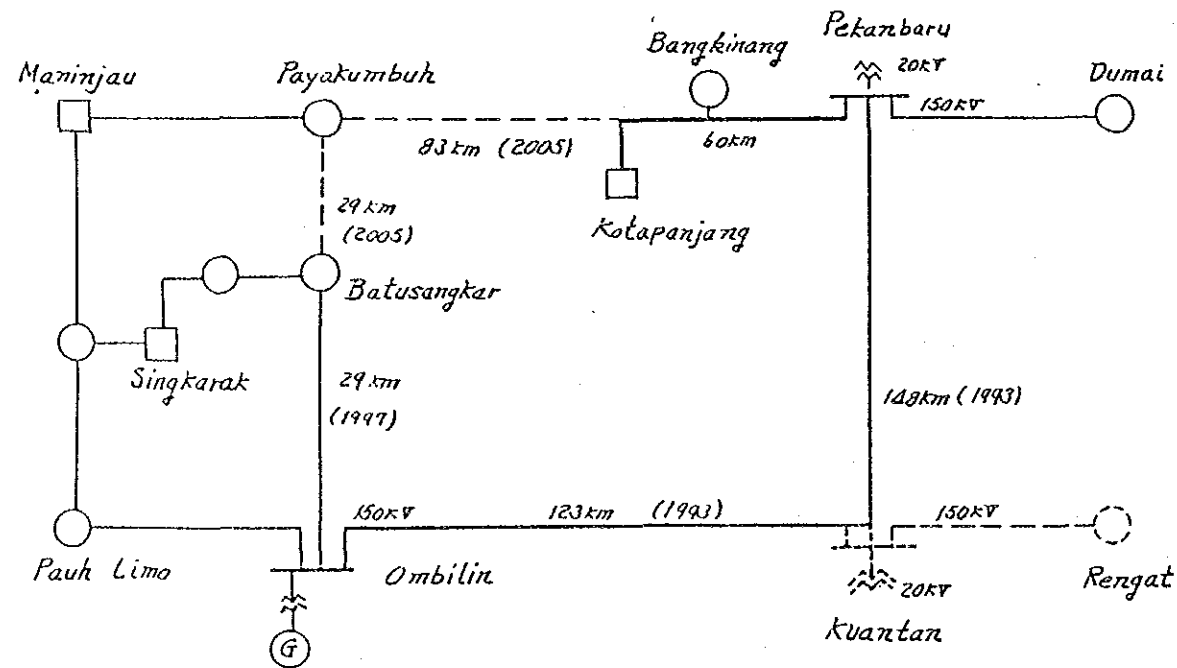 Pekanbaru
Bangkinang
20KV
Maninjau
Payakumbuh
Dumai
150KV
83km (2005)
60km
29km
(2005)
Kotapanjang
Batusangkar
Singkarak
29km
(1997)
148km (1993)
150KV
123km (1993)
150KV
Pauh Limo
Ombilin
20KV
Rengat
Kuantan
G